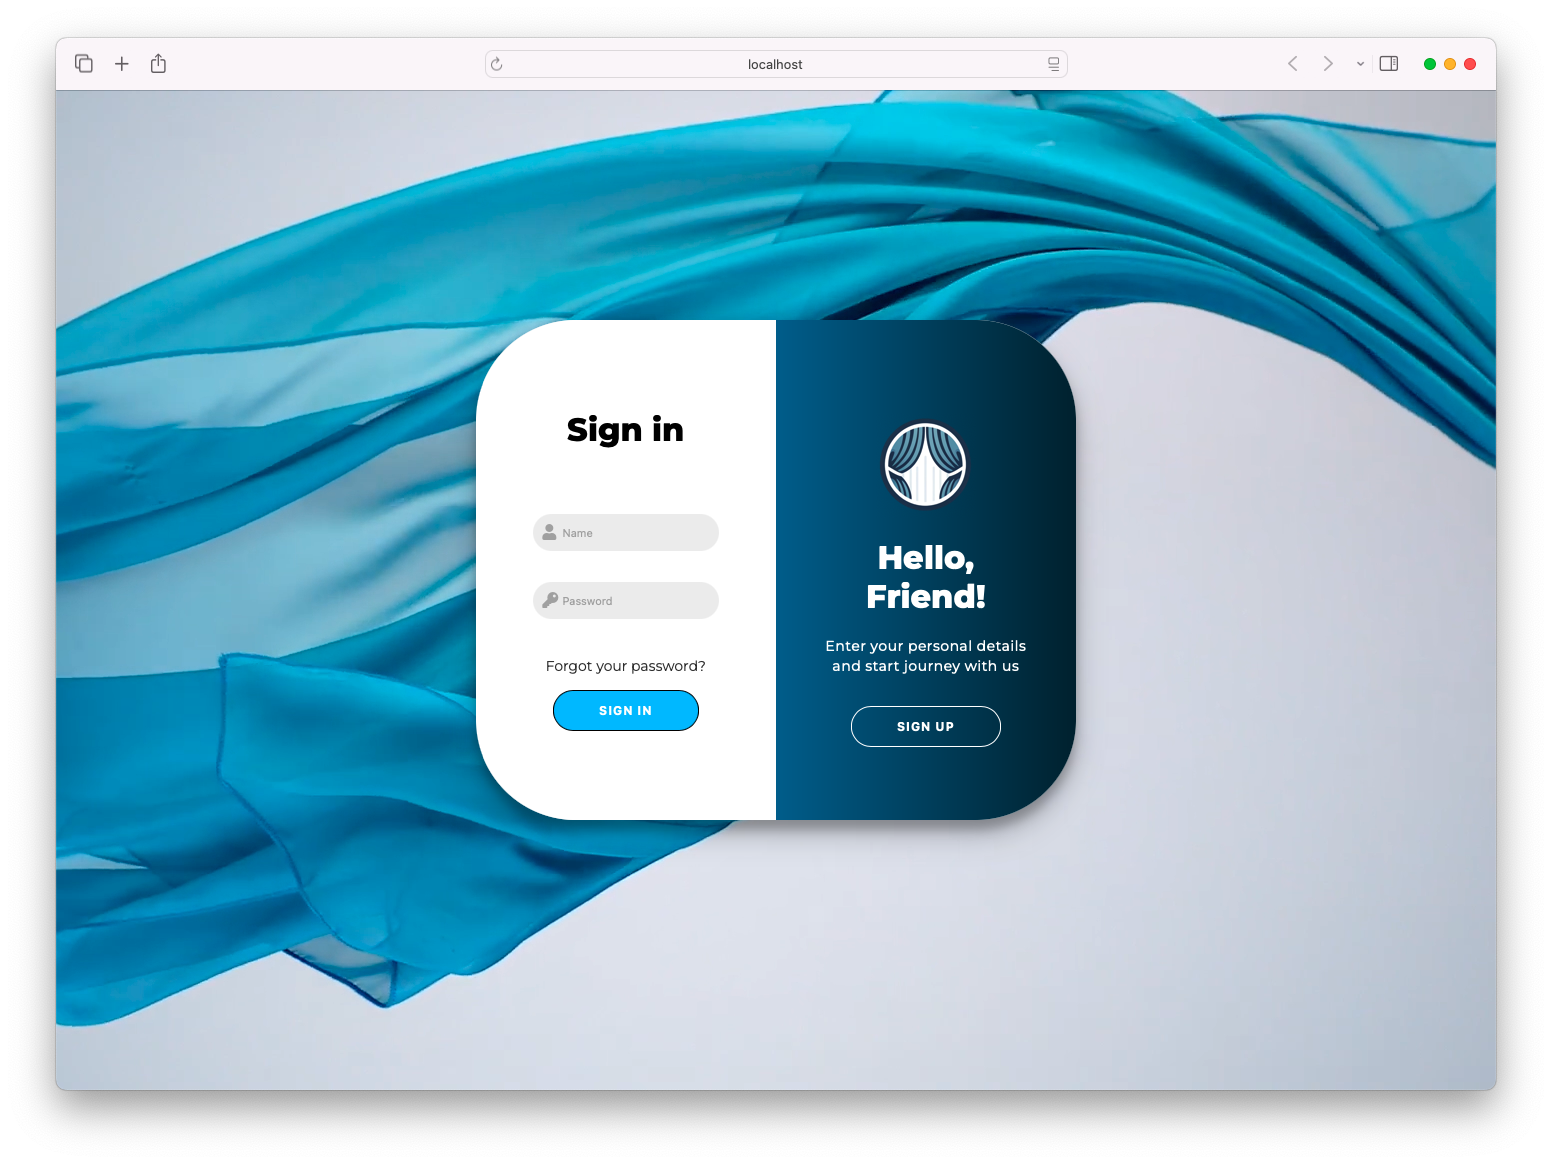 localhost
Sign in
Name
Password
Forgot your password?
SIGN IN
Hello,
Friend!
Enter your personal details
and start journey with us
SIGN UP